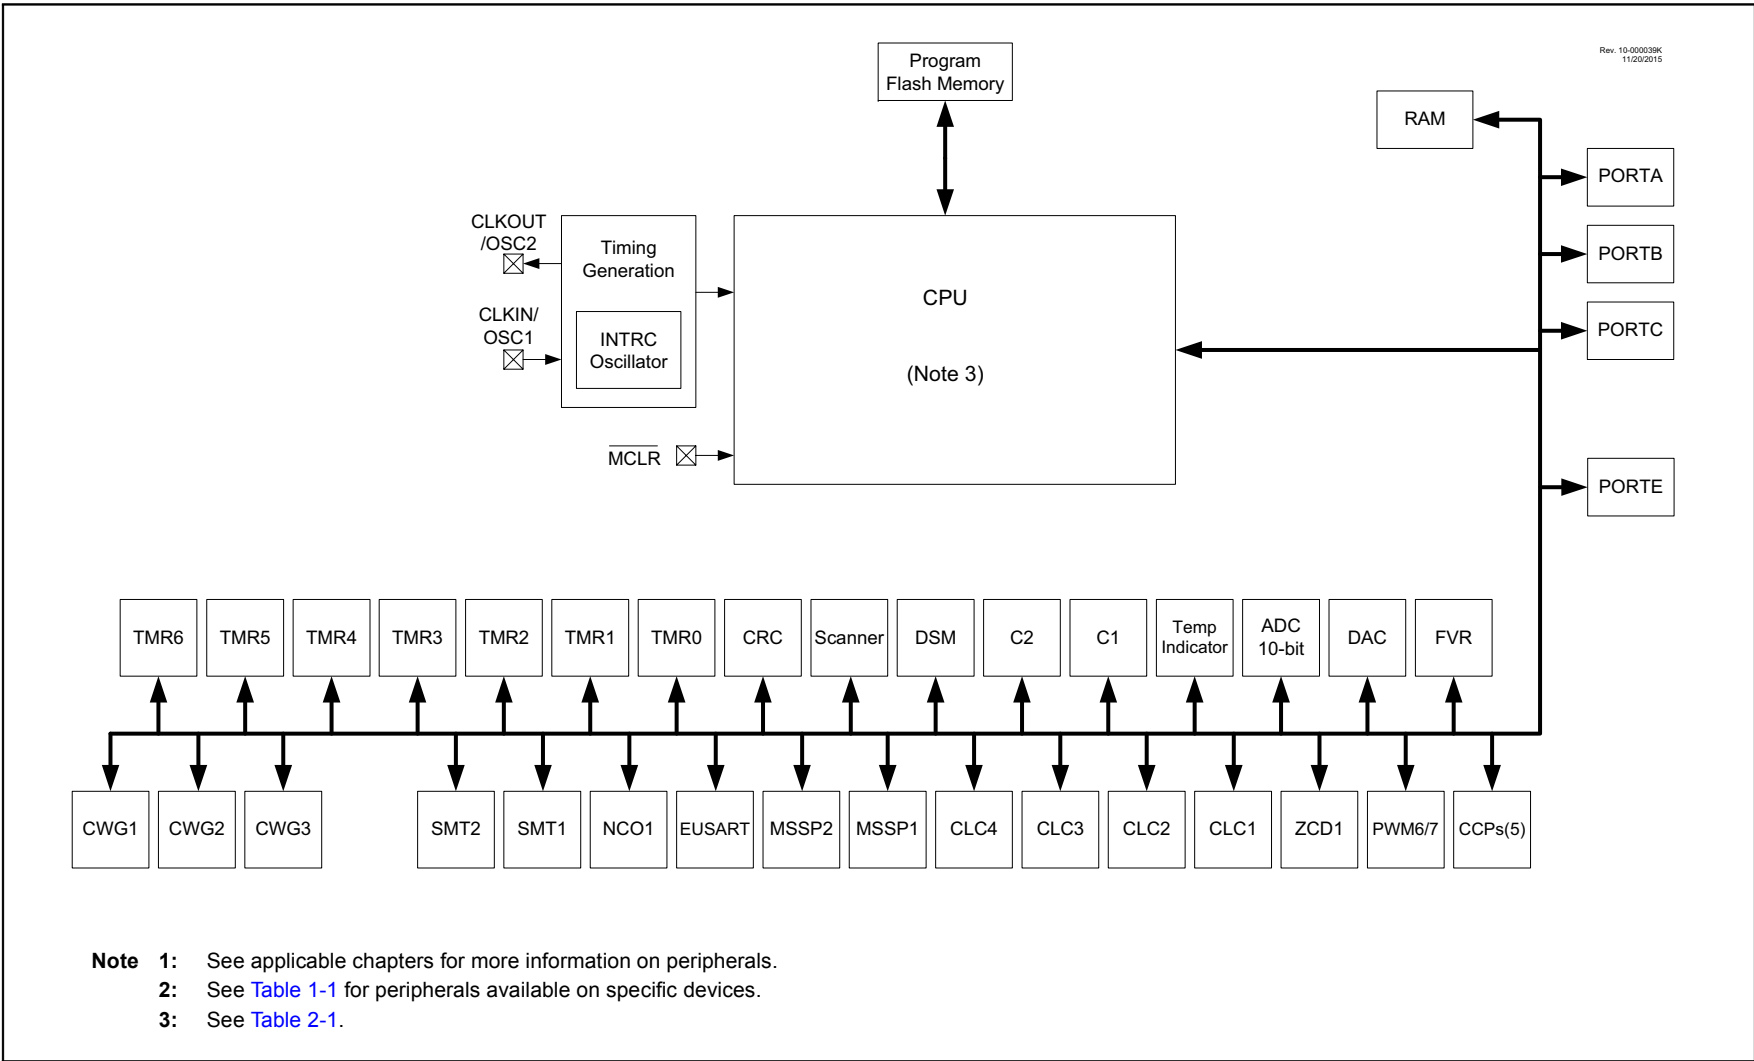 Rev. 10-000039K
11/20/2015
Program
Flash Memory
RAM
PORTA
PORTB
PORTC
PORTE
CLKOUT
/OSC2
CLKIN/
OSC1
Timing
Generation
INTRC
Oscillator
MCLR
CPU
(Note 3)
TMR6
TMR5
TMR4
TMR3
TMR2
TMR1
TMR0
CRC
Scanner
DSM
C2
C1
Temp
Indicator
ADC
10-bit
DAC
FVR
CWG1
CWG2
CWG3
SMT2
SMT1
NCO1
EUSART
MSSP2
MSSP1
CLC4
CLC3
CLC2
CLC1
ZCD1
PWM6/7
CCPs(5)
Note 1: See applicable chapters for more information on peripherals.
2: See Table 1-1 for peripherals available on specific devices.
3: See Table 2-1.